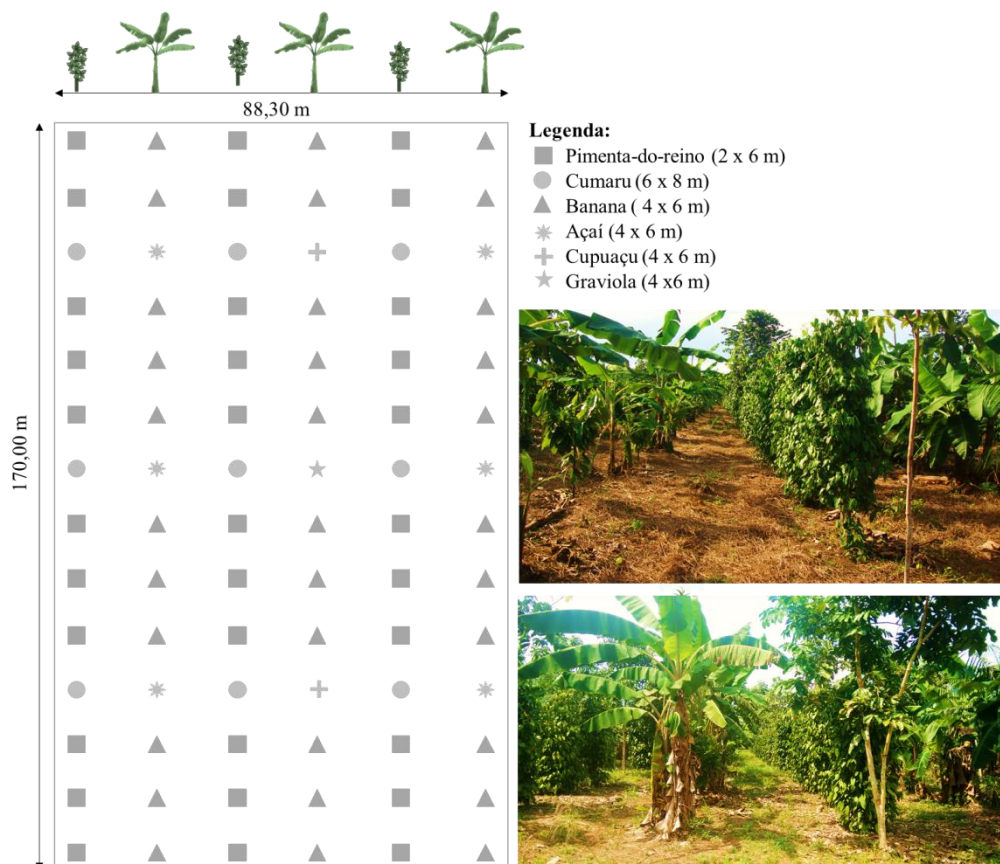 88,30 m
170,00 m
Legenda:
Pimenta-do-reino (2 x 6 m)
Cumaru (6 x 8 m)
Banana ( 4 x 6 m)
Açaí (4 x 6 m)
Cupuaçu (4 x 6 m)
Graviola (4 x6 m)